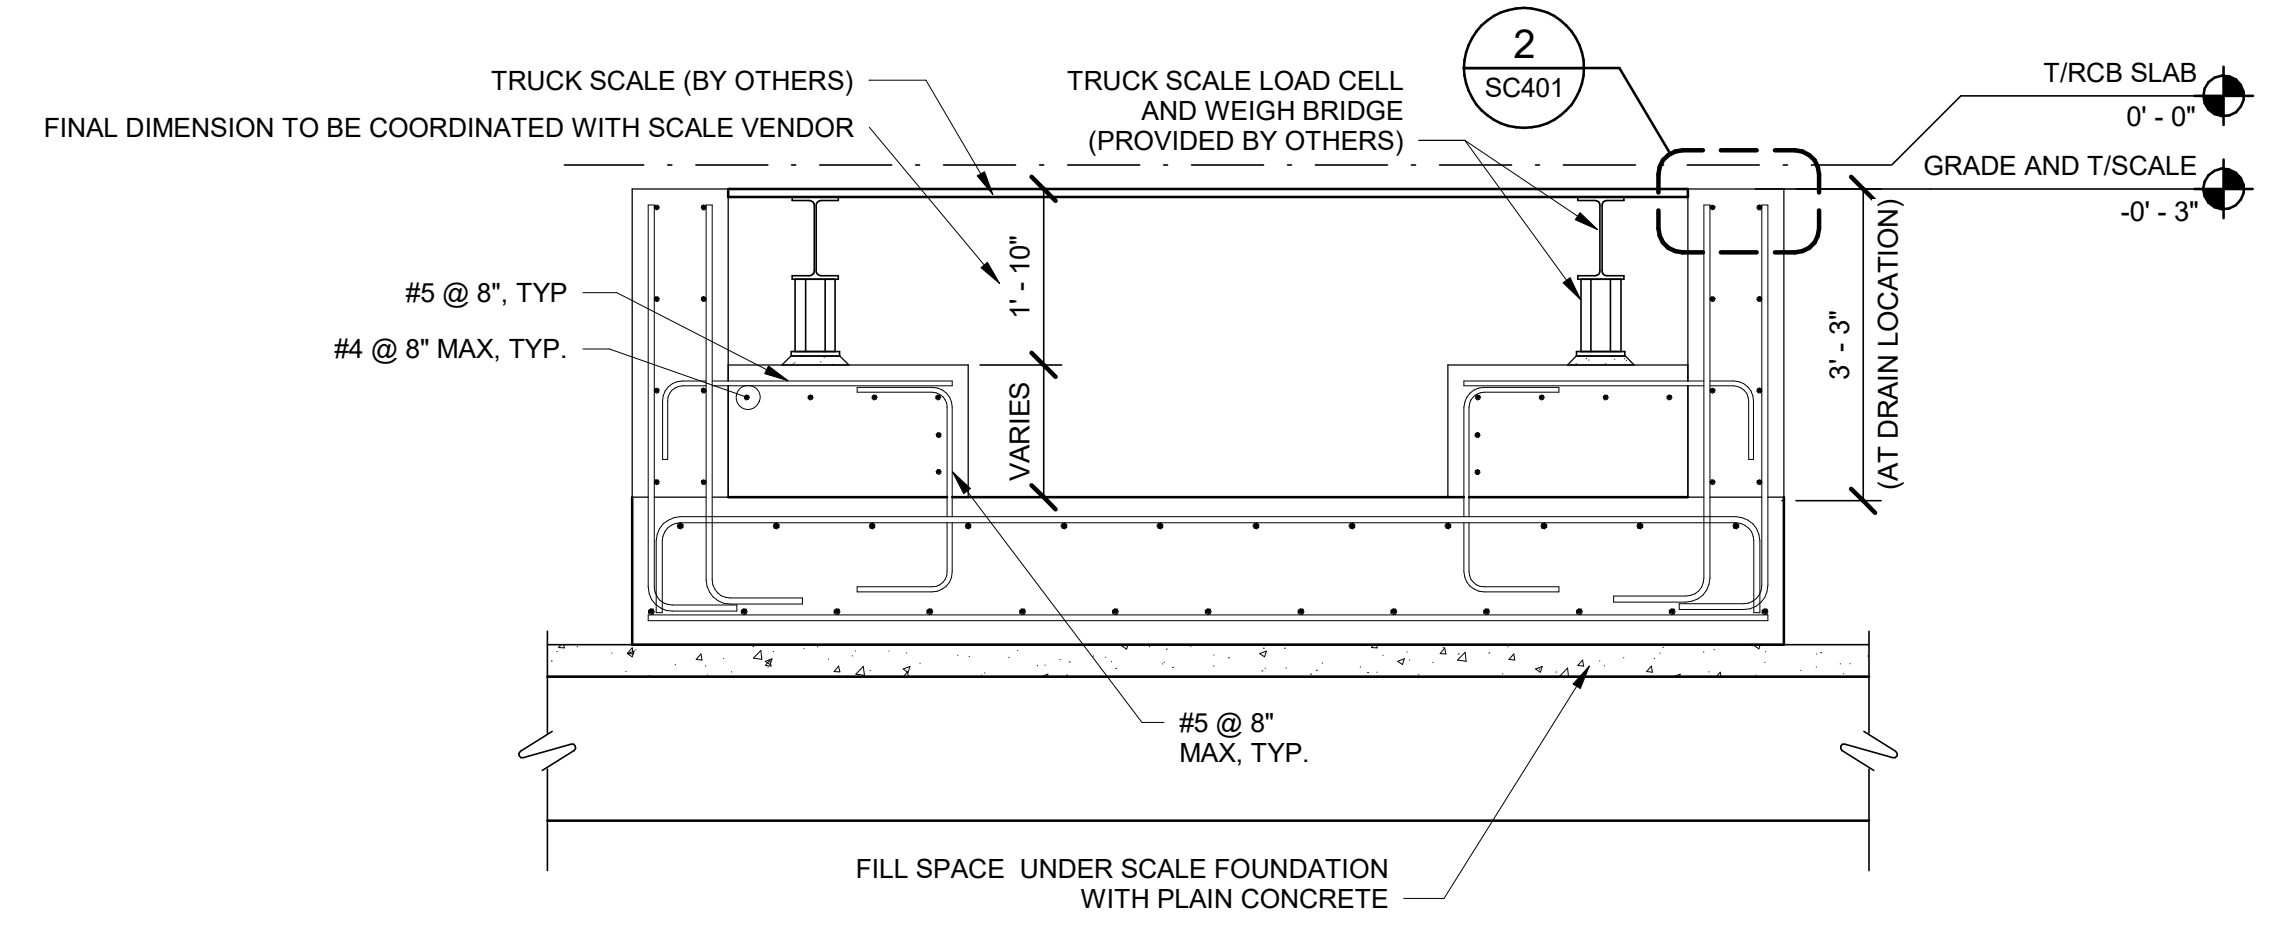 TRUCK SCALE (BY OTHERS)
FINAL DIMENSION TO BE COORDINATED WITH SCALE VENDOR
TRUCK SCALE LOAD CELL
AND WEIGH BRIDGE
(PROVIDED BY OTHERS)
2
SC401
T/RCB SLAB
0' - 0"
GRADE AND T/SCALE
-0' - 3"
#5 @ 8", TYP
#4 @ 8" MAX, TYP.
1' - 10"
VARIES
3' - 3"
(AT DRAIN LOCATION)
#5 @ 8"
MAX, TYP.
FILL SPACE  UNDER SCALE FOUNDATION
WITH PLAIN CONCRETE